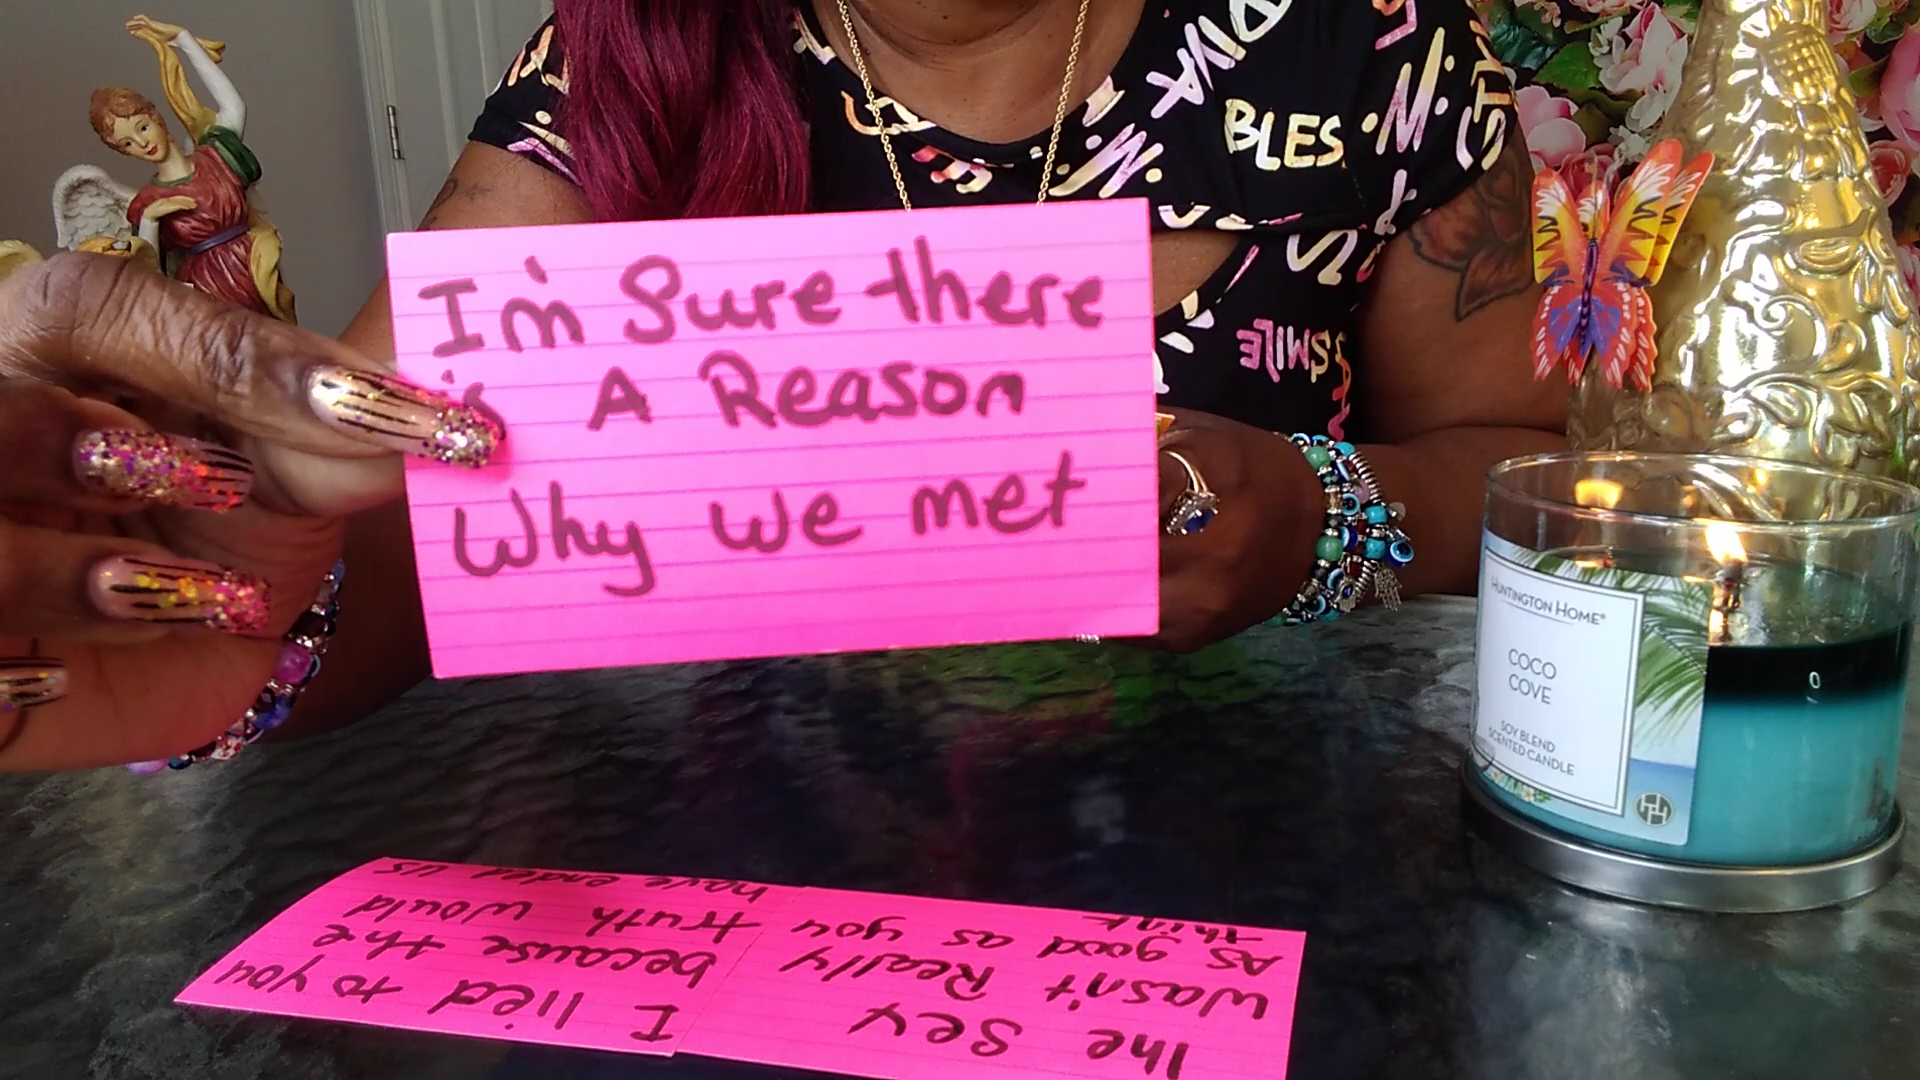 I'm Sure there
is A Reason
Why we met
I lied to you
because the
truth would
have ended us
The Sex
wasn't Really
As good as you
think
DIVA
BLES
SMILE
HUNTINGTON HOME®
COCO
COVE
SOY BLEND
SCENTED CANDLE